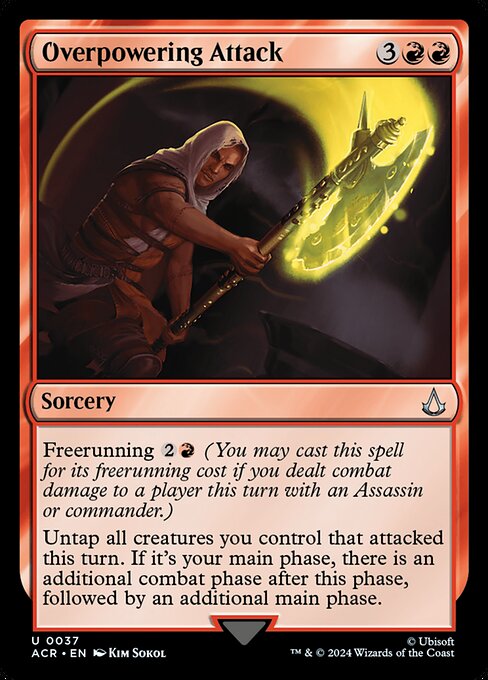 Overpowering Attack 3
Sorcery
Freerunning 2 (You may cast this spell
for its freerunning cost if you dealt combat
damage to a player this turn with an Assassin
or commander.)
Untap all creatures you control that attacked
this turn. If it's your main phase, there is an
additional combat phase after this phase,
followed by an additional main phase.
U 0037
ACR • EN Kim Sokol
© Ubisoft
™ & © 2024 Wizards of the Coast